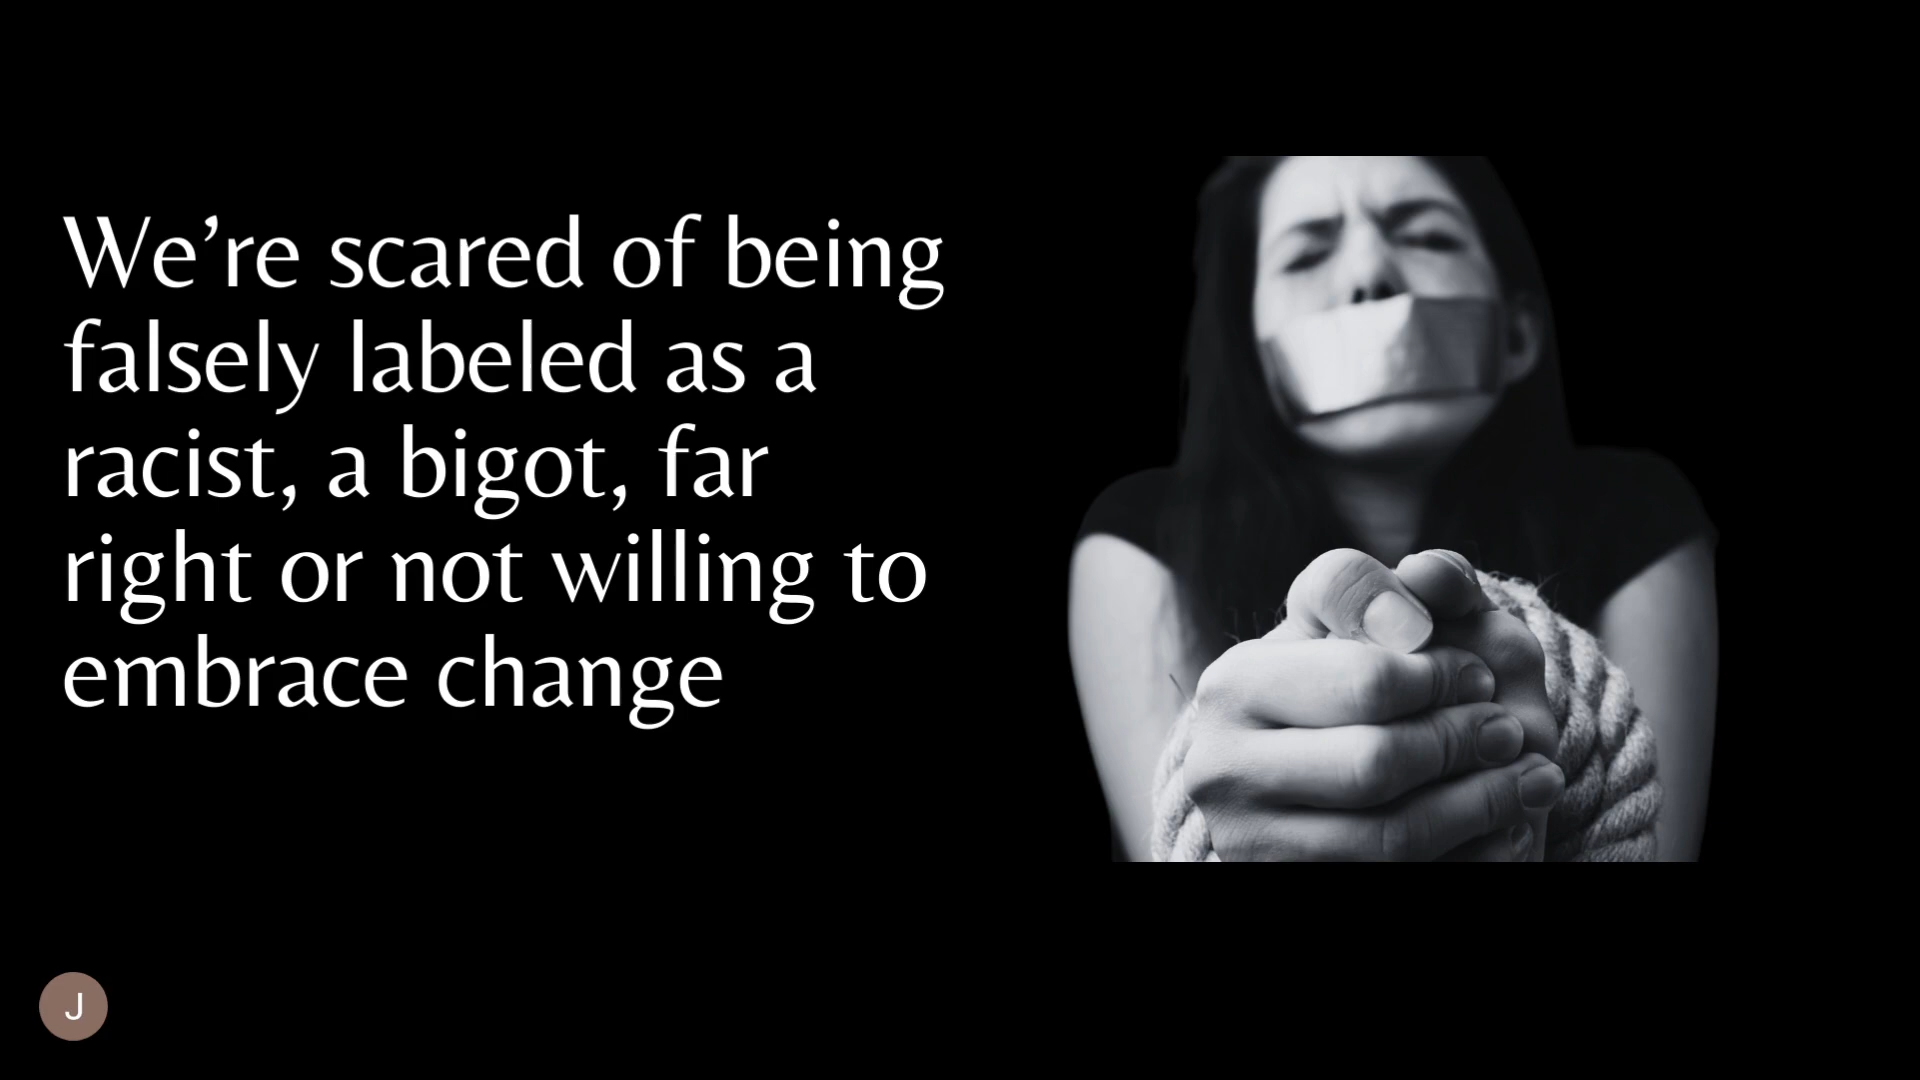 We’re scared of being
falsely labeled as a
racist, a bigot, far
right or not willing to
embrace change
J